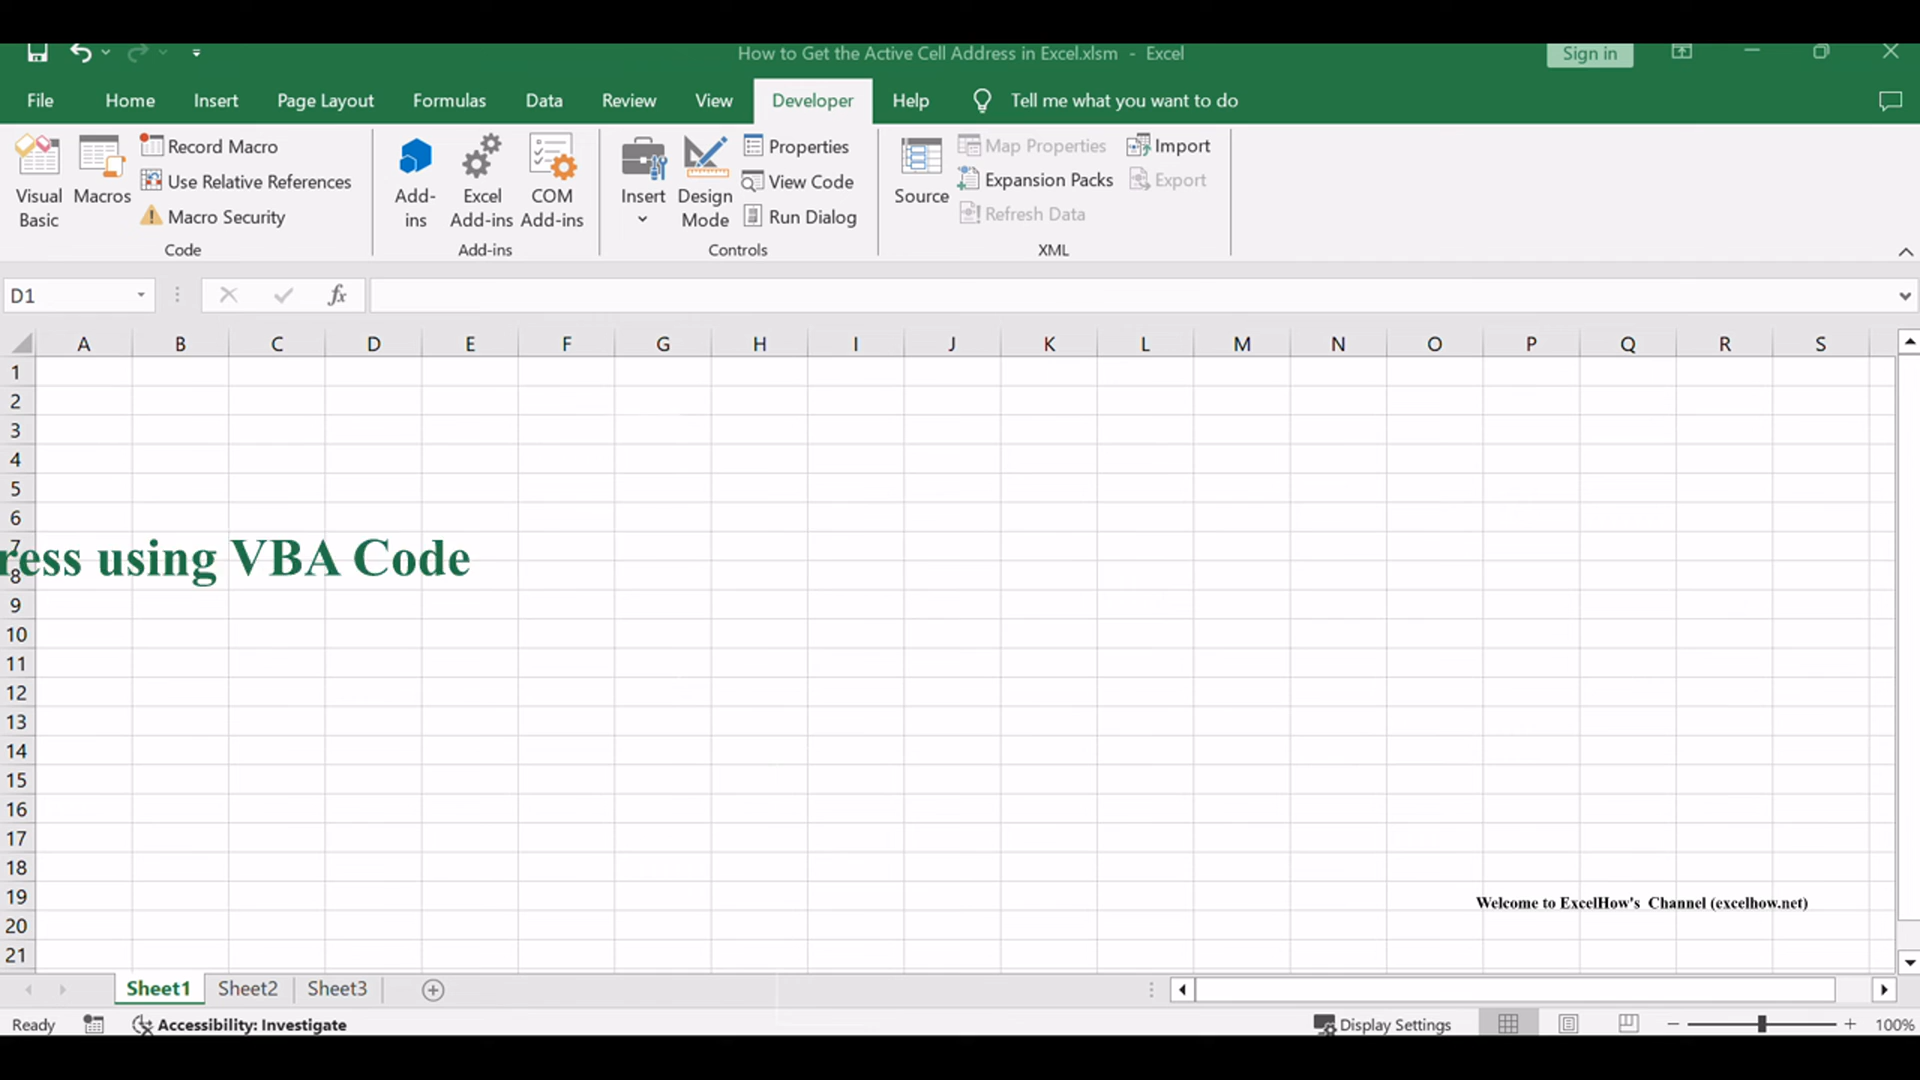 How to Get the Active Cell Address in Excel.xlsm - Excel
Sign in
File Home Insert Page Layout Formulas Data Review View Developer Help Tell me what you want to do
Visual Basic
Macros
Record Macro
Use Relative References
Macro Security
Code
Add-ins
Excel Add-ins
COM Add-ins
Add-ins
Insert
Design Mode
Properties
View Code
Run Dialog
Controls
Source
Map Properties
Expansion Packs
Refresh Data
Import
Export
XML
D1
fx
A B C D E F G H I J K L M N O P Q R S
1
2
3
4
5
6
7
ress using VBA Code
8
9
10
11
12
13
14
15
16
17
18
19
Welcome to ExcelHow's Channel (excelhow.net)
20
21
Sheet1 Sheet2 Sheet3
Ready
Accessibility: Investigate
Display Settings
100%